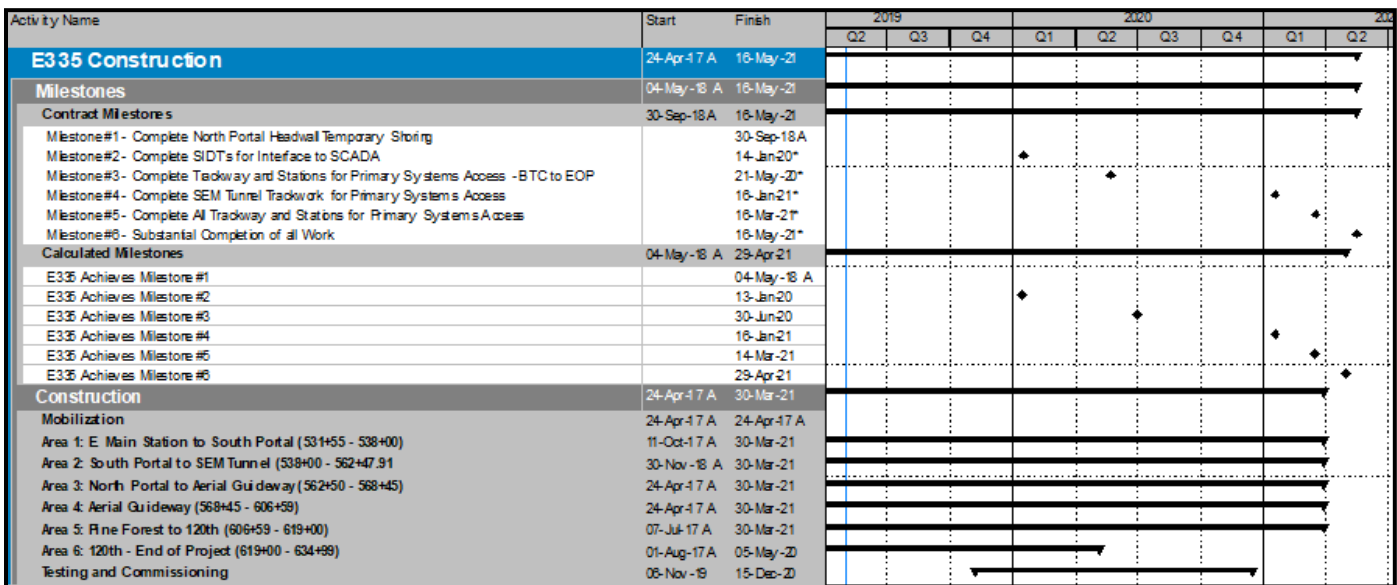 Activity Name Start Finish 2019 2020 202
Q2 Q3 Q4 Q1 Q2 Q3 Q4 Q1 Q2
E335 Construction 24-Apr-17 A 16-May-21
Milestones 04-May-18 A 16-May-21
Contract Milestones 30-Sep-18 A 16-May-21
Milestone #1 - Complete North Portal Headwall Temporary Shoring 30-Sep-18 A
Milestone #2 - Complete SIDT's for Interface to SCADA 14-Jan-20*
Milestone #3 - Complete Trackway and Stations for Primary Systems Access - BTC to EOP 21-May-20*
Milestone #4 - Complete SEM Tunnel Trackwork for Primary Systems Access 16-Jan-21*
Milestone #5 - Complete All Trackway and Stations for Primary Systems Access 16-Mar-21*
Milestone #6 - Substantial Completion of all Work 16-May-21*
Calculated Milestones 04-May-18 A 29-Apr-21
E335 Achieves Milestone #1 04-May-18 A
E335 Achieves Milestone #2 13-Jan-20
E335 Achieves Milestone #3 30-Jun-20
E335 Achieves Milestone #4 16-Jan-21
E335 Achieves Milestone #5 14-Mar-21
E335 Achieves Milestone #6 29-Apr-21
Construction 24-Apr-17 A 30-Mar-21
Mobilization 24-Apr-17 A 24-Apr-17 A
Area 1: E. Main Station to South Portal (531+55 - 538+00) 11-Oct-17 A 30-Mar-21
Area 2: South Portal to SEM Tunnel (538+00 - 562+47.91 30-Nov-18 A 30-Mar-21
Area 3: North Portal to Aerial Guideway (562+50 - 568+45) 24-Apr-17 A 30-Mar-21
Area 4: Aerial Guideway (568+45 - 606+59) 24-Apr-17 A 30-Mar-21
Area 5: Pine Forest to 120th (606+59 - 619+00) 07-Jul-17 A 30-Mar-21
Area 6: 120th - End of Project (619+00 - 634+99) 01-Aug-17 A 05-May-20
Testing and Commissioning 06-Nov-19 15-Dec-20